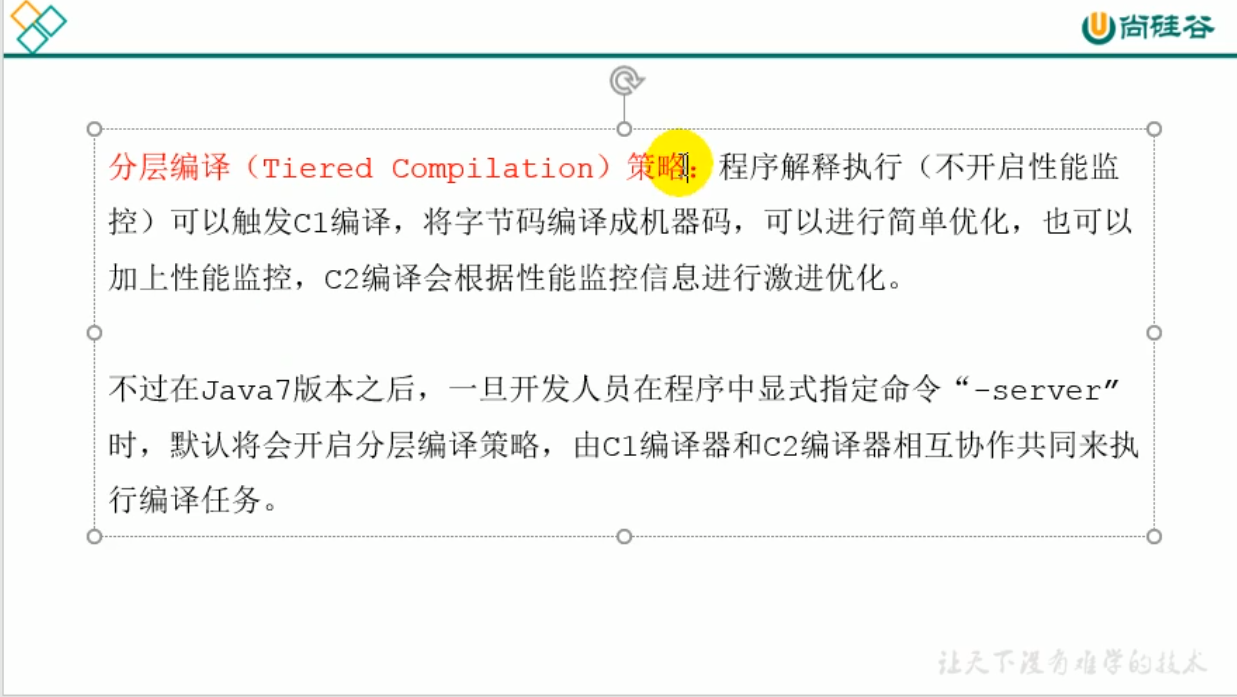 尚硅谷
分层编译（Tiered Compilation）策略：程序解释执行（不开启性能监
控）可以触发C1编译，将字节码编译成机器码，可以进行简单优化，也可以
加上性能监控，C2编译会根据性能监控信息进行激进优化。
不过在Java7版本之后，一旦开发人员在程序中显式指定命令“-server”
时，默认将会开启分层编译策略，由C1编译器和C2编译器相互协作共同来执
行编译任务。
让天下没有难学的技术